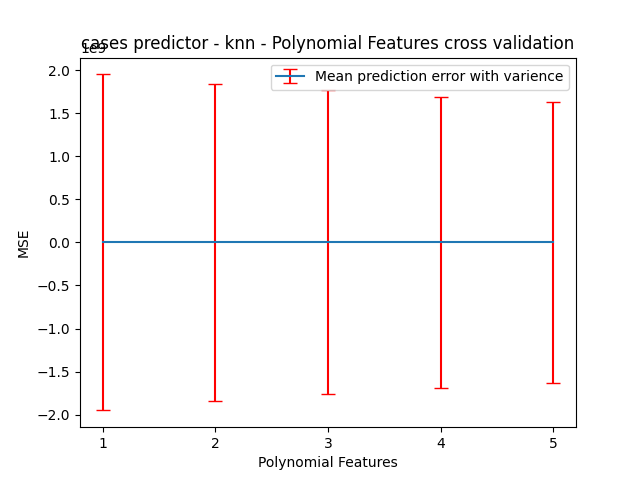 cases predictor - knn - Polynomial Features cross validation
1e9
Mean prediction error with varience
2.0
1.5
1.0
0.5
0.0
−0.5
−1.0
−1.5
−2.0
MSE
1 2 3 4 5
Polynomial Features